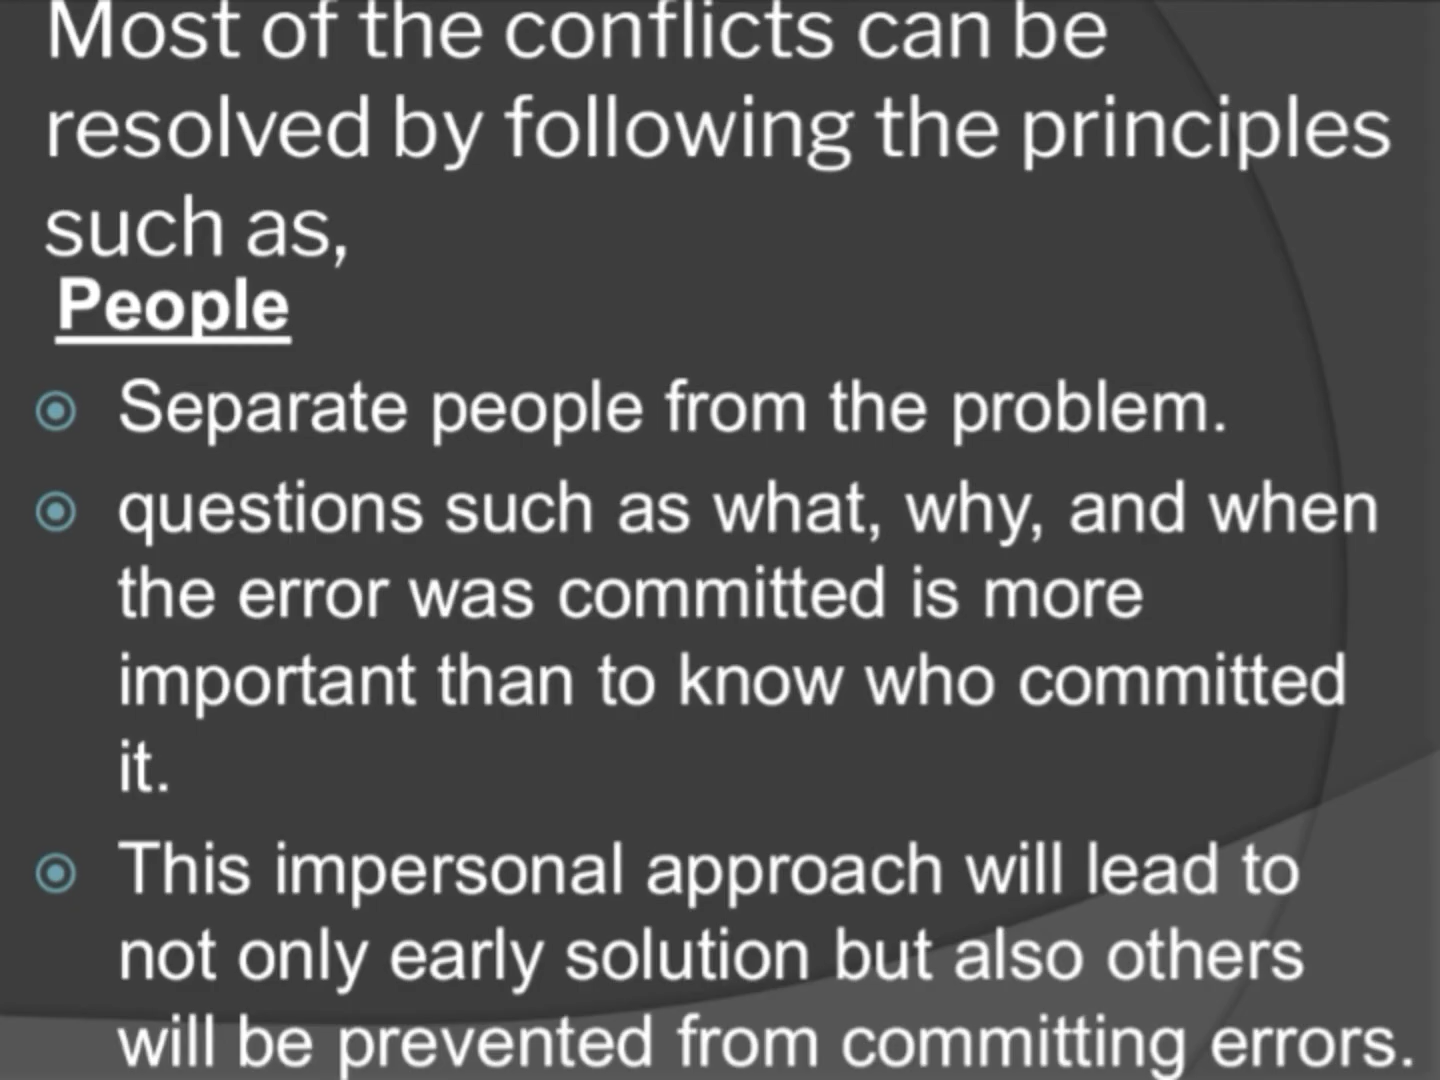 Most of the conflicts can be
resolved by following the principles
such as,
People
Separate people from the problem.
questions such as what, why, and when
the error was committed is more
important than to know who committed
it.
This impersonal approach will lead to
not only early solution but also others
will be prevented from committing errors.